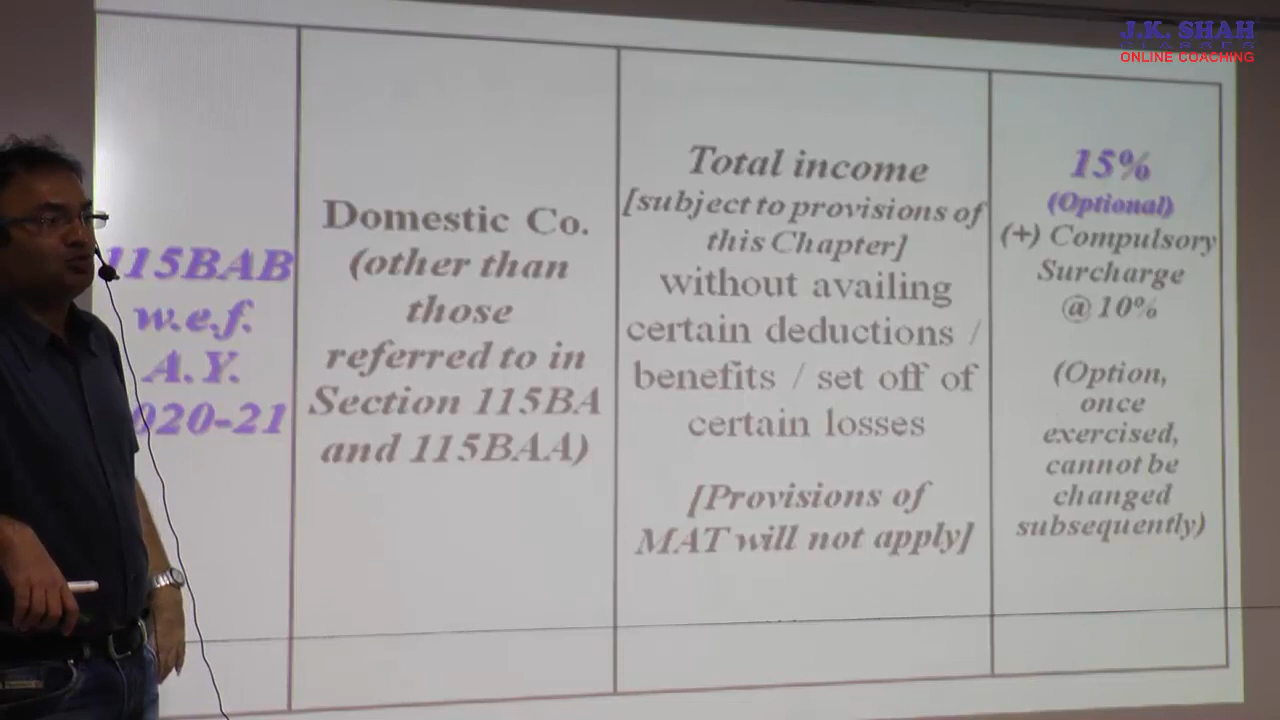 J.K. SHAH
CLASSES
ONLINE COACHING
115BAB
w.e.f.
A.Y.
020-21
Domestic Co.
(other than
those
referred to in
Section 115BA
and 115BAA)
Total income
[subject to provisions of
this Chapter]
without availing
certain deductions /
benefits / set off of
certain losses
[Provisions of
MAT will not apply]
15%
(Optional)
(+) Compulsory
Surcharge
@ 10%
(Option,
once
exercised,
cannot be
changed
subsequently)